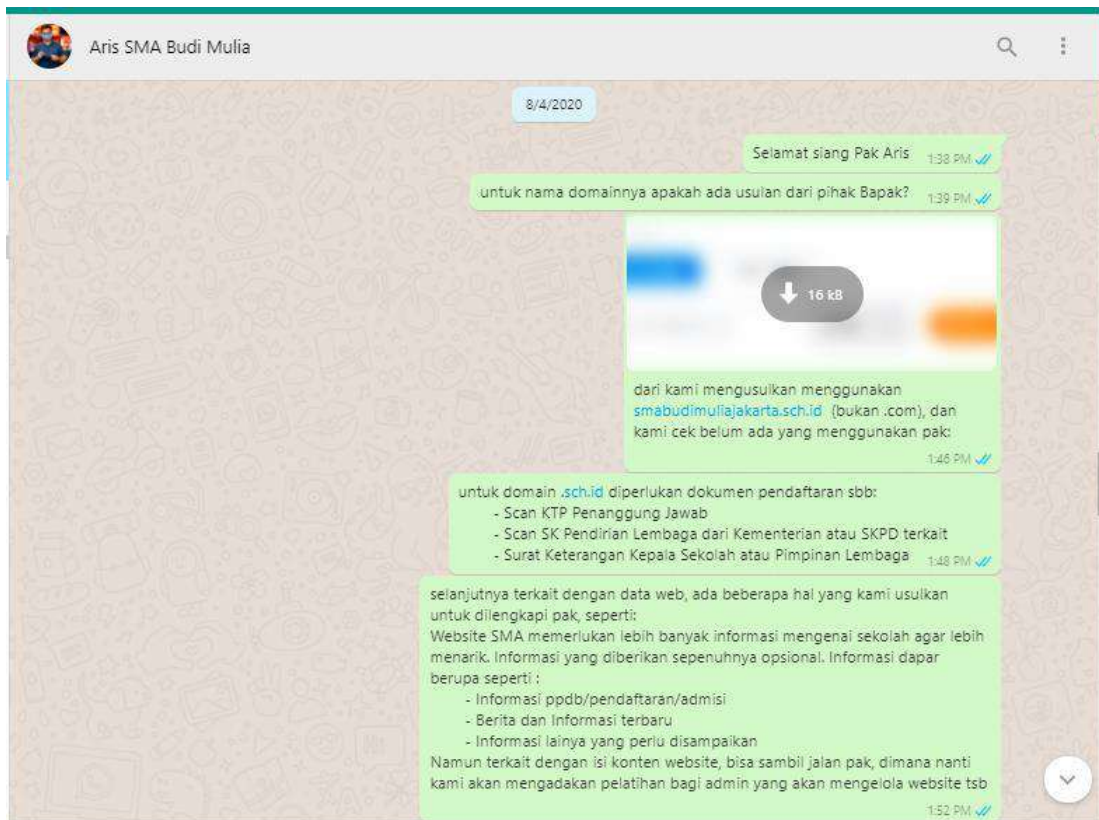 Aris SMA Budi Mulia
8/4/2020
Selamat siang Pak Aris 1:38 PM
untuk nama domainnya apakah ada usulan dari pihak Bapak? 1:39 PM
16 kB
dari kami mengusulkan menggunakan
smabudimuliajakarta.sch.id (bukan .com), dan
kami cek belum ada yang menggunakan pak:
1:46 PM
untuk domain .sch.id diperlukan dokumen pendaftaran sbb:
- Scan KTP Penanggung Jawab
- Scan SK Pendirian Lembaga dari Kementerian atau SKPD terkait
- Surat Keterangan Kepala Sekolah atau Pimpinan Lembaga 1:48 PM
selanjutnya terkait dengan data web, ada beberapa hal yang kami usulkan
untuk dilengkapi pak, seperti:
Website SMA memerlukan lebih banyak informasi mengenai sekolah agar lebih
menarik. Informasi yang diberikan sepenuhnya opsional. Informasi dapar
berupa seperti :
- Informasi ppdb/pendaftaran/admisi
- Berita dan Informasi terbaru
- Informasi lainya yang perlu disampaikan
Namun terkait dengan isi konten website, bisa sambil jalan pak, dimana nanti
kami akan mengadakan pelatihan bagi admin yang akan mengelola website tsb
1:52 PM